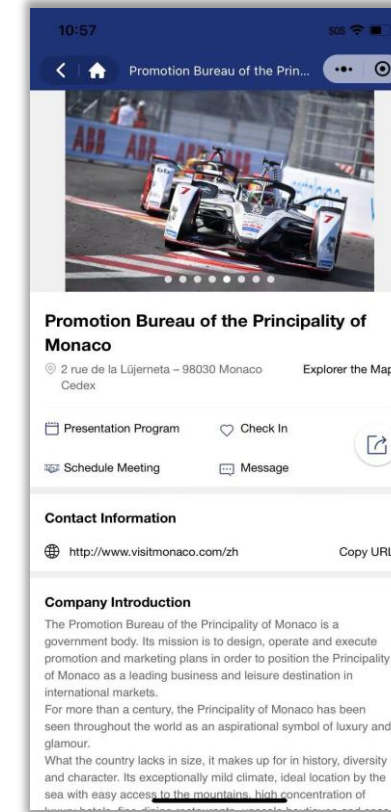 10:57
SOS
Promotion Bureau of the Prin...
ABB ABB ABB
7
7
Promotion Bureau of the Principality of
Monaco
2 rue de la Lüjerneta – 98030 Monaco
Cedex
Explorer the Map
Presentation Program
Check In
Schedule Meeting
Message
Contact Information
http://www.visitmonaco.com/zh
Copy URL
Company Introduction
The Promotion Bureau of the Principality of Monaco is a
government body. Its mission is to design, operate and execute
promotion and marketing plans in order to position the Principality
of Monaco as a leading business and leisure destination in
international markets.
For more than a century, the Principality of Monaco has been
seen throughout the world as an aspirational symbol of luxury and
glamour.
What the country lacks in size, it makes up for in history, diversity
and character. Its exceptionally mild climate, ideal location by the
sea with easy access to the mountains, high concentration of